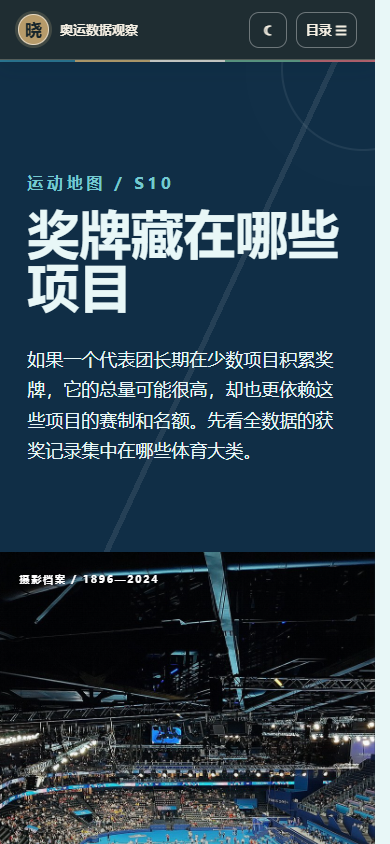 晓 奥运数据观察 目录
运动地图 / S10
奖牌藏在哪些
项目
如果一个代表团长期在少数项目积累奖
牌，它的总量可能很高，却也更依赖这
些项目的赛制和名额。先看全数据的获
奖记录集中在哪些体育大类。
摄影档案 / 1896—2024